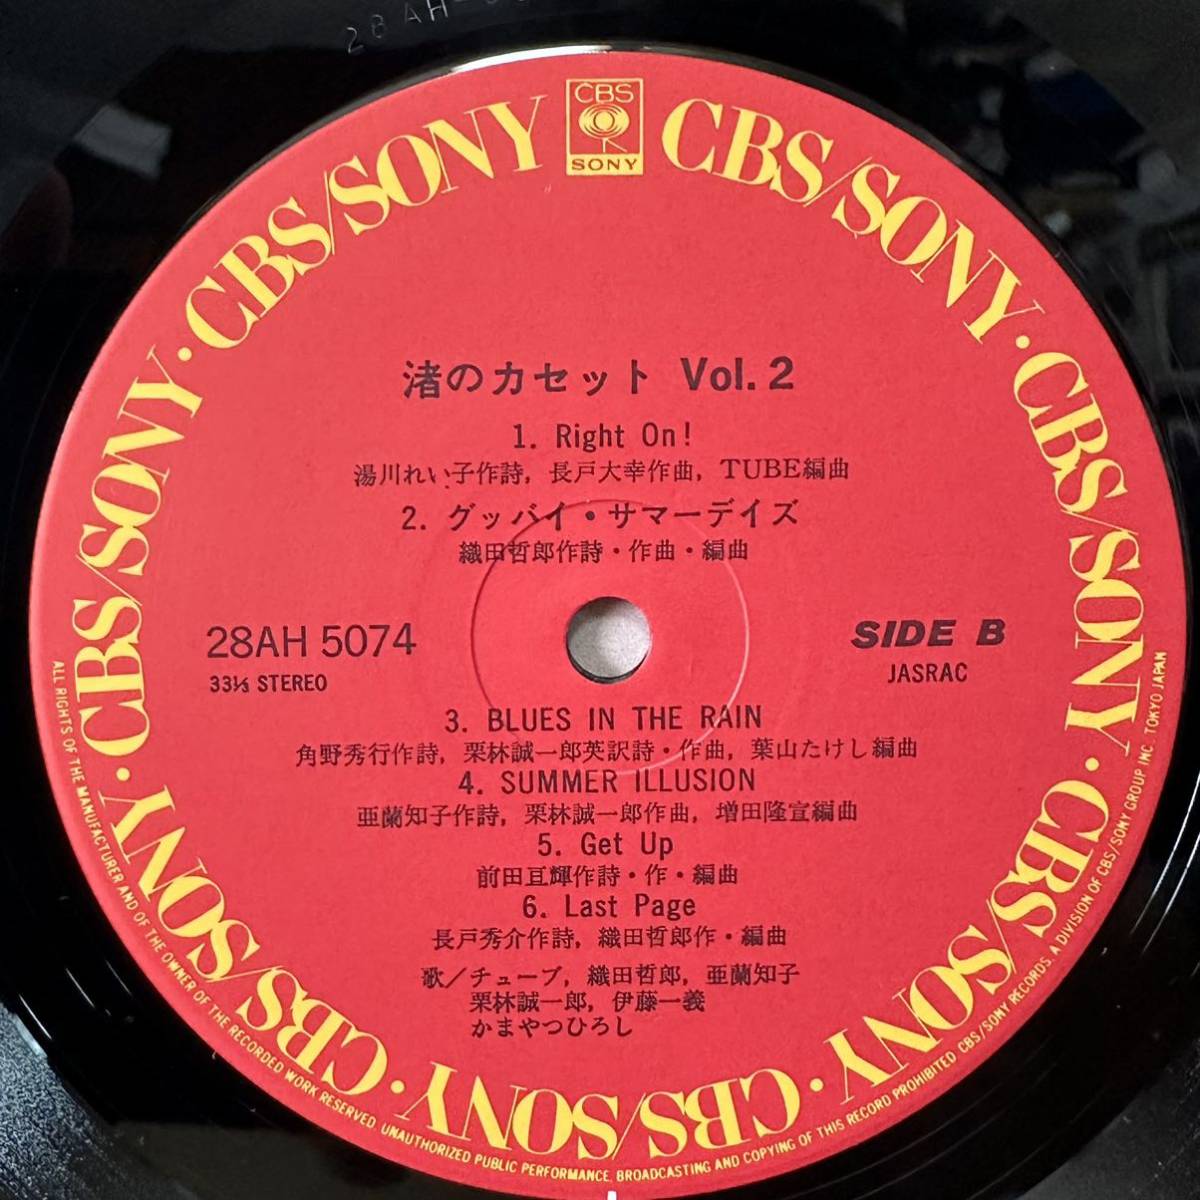 28 AH
CBS
SONY
CBS/SONY · CBS/SONY · CBS/SONY · CBS/SONY · CBS/SONY · CBS/SONY · CBS/SONY · CBS/SONY · CBS/SONY · CBS/SONY
渚のカセット Vol. 2
1. Right On!
湯川れい子作詩, 長戸大幸作曲, TUBE編曲
2. グッバイ・サマーデイズ
織田哲郎作詩・作曲・編曲
28AH 5074
33⅓ STEREO
SIDE B
JASRAC
3. BLUES IN THE RAIN
角野秀行作詩, 栗林誠一郎英訳詩・作曲, 葉山たけし編曲
4. SUMMER ILLUSION
亜蘭知子作詩, 栗林誠一郎作曲, 増田隆宣編曲
5. Get Up
前田亘輝作詩・作・編曲
6. Last Page
長戸秀介作詩, 織田哲郎作・編曲
歌／チューブ, 織田哲郎, 亜蘭知子
栗林誠一郎, 伊藤一義
かまやつひろし
ALL RIGHTS OF THE MANUFACTURER AND OF THE OWNER OF THE RECORDED WORK RESERVED. UNAUTHORIZED PUBLIC PERFORMANCE, BROADCASTING AND COPYING OF THIS RECORD PROHIBITED. CBS/SONY RECORDS, A DIVISION OF CBS/SONY GROUP INC. TOKYO JAPAN